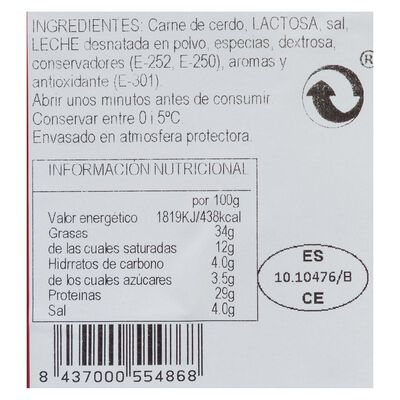 INGREDIENTES: Carne de cerdo, LACTOSA, sal,
LECHE desnatada en polvo, especias, dextrosa,
conservadores (E-252, E-250), aromas y
antioxidante (E-301).
Abrir unos minutos antes de consumir.
Conservar entre 0 i 5ºC.
Envasado en atmosfera protectora.
®
INFORMACION NUTRICIONAL
por 100g
Valor energético 1819KJ/438kcal
Grasas 34g
de las cuales saturadas 12g
Hidrratos de carbono 4.0g
de los cuales azúcares 3.5g
Proteinas 29g
Sal 4.0g
ES
10.10476/B
CE
8 437000 554868